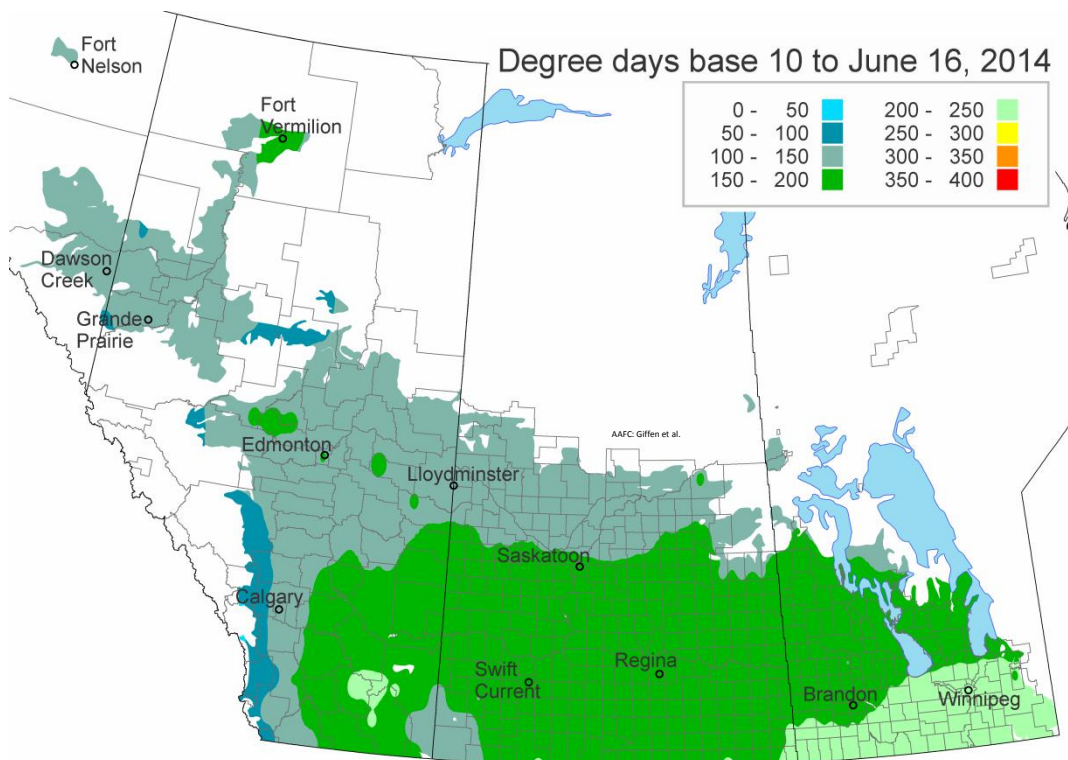 Fort
Nelson
Degree days base 10 to June 16, 2014
0 - 50
50 - 100
100 - 150
150 - 200
200 - 250
250 - 300
300 - 350
350 - 400
Fort
Vermilion
Dawson
Creek
Grande
Prairie
AAFC: Giffen et al.
Edmonton
Lloydminster
Saskatoon
Calgary
Swift
Current
Regina
Brandon
Winnipeg